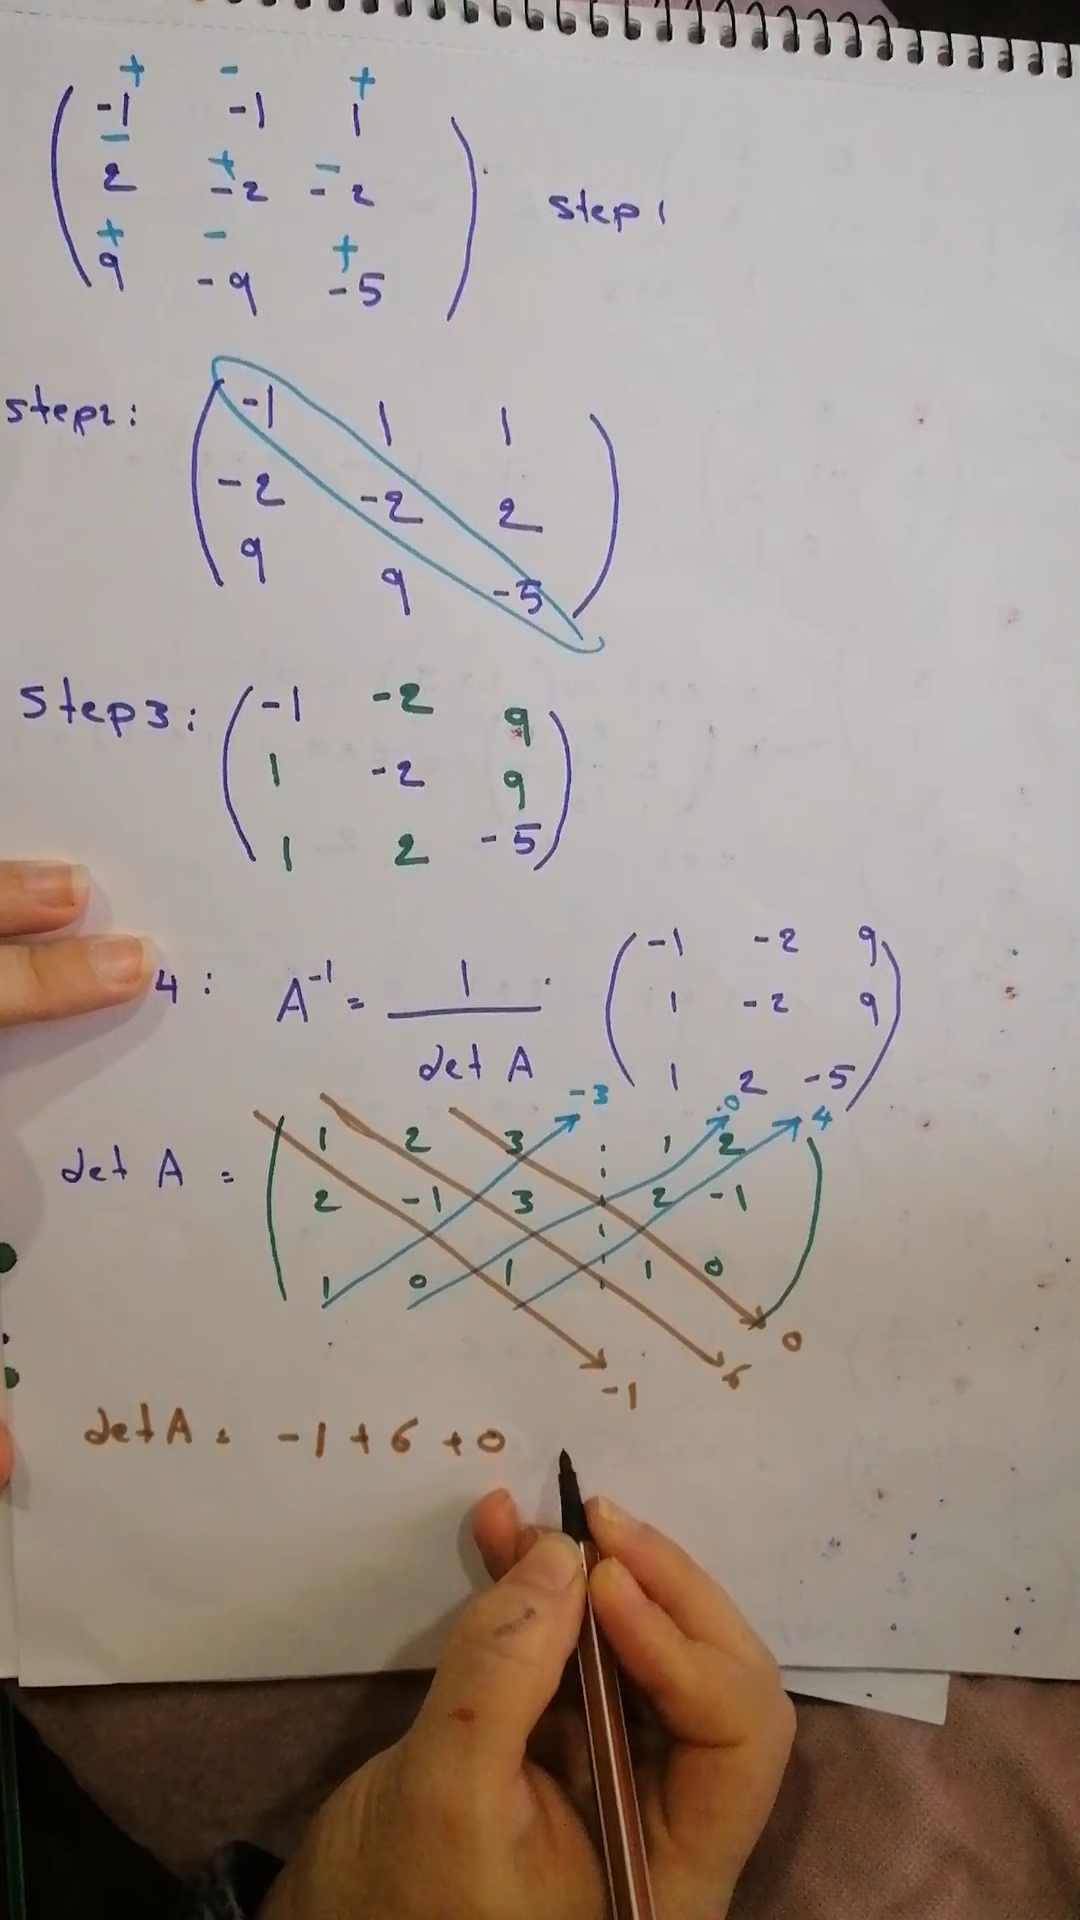 + - +
-1 -1 1
- + -
2 -2 -2 step 1
+ - +
9 -9 -5
step2: -1 1 1
-2 -2 2
9 9 -5
step3: -1 -2 9
1 -2 9
1 2 -5
4: A⁻¹ = 1/det A · ( -1 -2 9
1 -2 9
1 2 -5 )
-3 0 4
det A = 1 2 3 ⋮ 1 2
2 -1 3 ⋮ 2 -1
1 0 1 ⋮ 1 0
-1 6 0
det A = -1 + 6 + 0